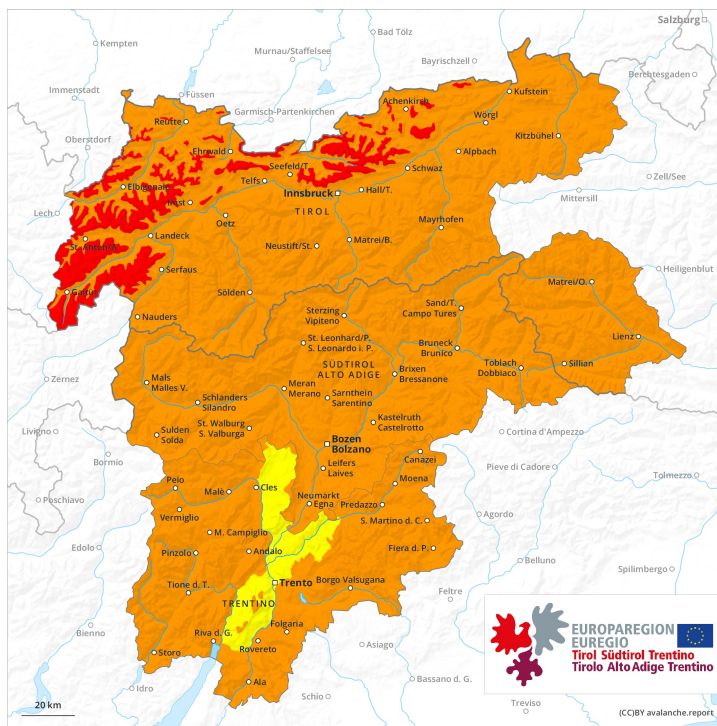 Salzburg
Kempten
Bad Tölz
Murnau/Staffelsee
Bayrischzell
Berchtesgaden
Immenstadt
Füssen
Achenkirch
Kufstein
Garmisch-Partenkirchen
Reutte
Wörgl
Oberstdorf
Ehrwald
Kitzbühel
Seefeld/T.
Alpbach
Schwaz
Zell/See
Telfs
Elbigenalp
Innsbruck
Hall/T.
Mittersill
Imst
TIROL
Lech
Oetz
Mayrhofen
St. Anton/A.
Landeck
Neustift/St.
Matrei/B.
Serfaus
Heiligenblut
Galtür
Sölden
Matrei/O.
Nauders
Sterzing
Vipiteno
Sand/T.
Campo Tures
Lienz
St. Leonhard/P.
S. Leonardo i. P.
Bruneck
Brunico
SÜDTIROL
ALTO ADIGE
Toblach
Dobbiaco
Sillian
Zernez
Mals
Malles V.
Meran
Merano
Brixen
Bressanone
Schlanders
Silandro
Sarnthein
Sarentino
Kastelruth
Castelrotto
Livigno
St. Walburg
S. Valburga
Sulden
Solda
Cortina d'Ampezzo
Bozen
Bolzano
Bormio
Canazei
Pieve di Cadore
Leifers
Laives
Tolmezzo
Peio
Moena
Poschiavo
Malè
Cles
Neumarkt
Egna
Predazzo
Vermiglio
Agordo
S. Martino d. C.
M. Campiglio
Edolo
Pinzolo
Andalo
Fiera d. P.
Belluno
Spilimbergo
Tione d. T.
Trento
Borgo Valsugana
Feltre
TRENTINO
Folgaria
Bienno
Riva d. G.
Rovereto
Asiago
Storo
Bassano d. G.
Ala
Idro
Schio
Treviso
EUROPAREGION
EUREGIO
Tirol Südtirol Trentino
Tirolo Alto Adige Trentino
20 km
(CC)BY avalanche.report